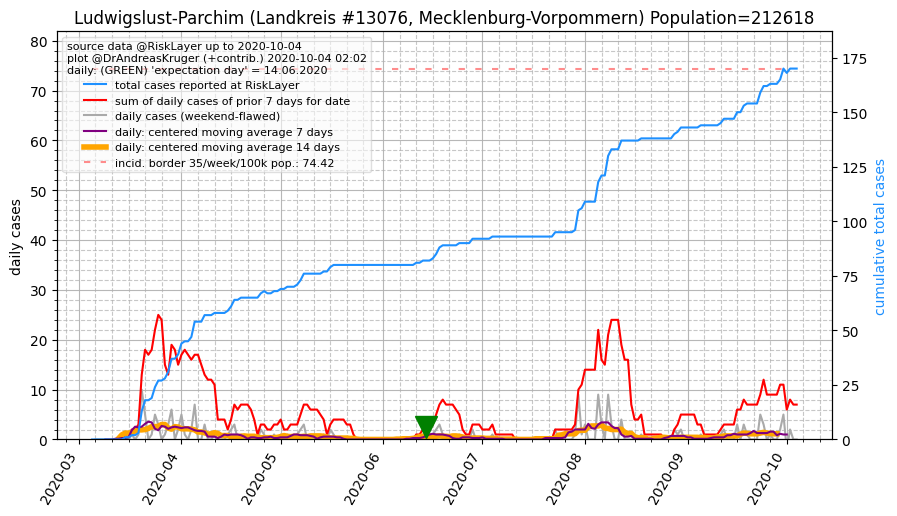 Ludwigslust-Parchim (Landkreis #13076, Mecklenburg-Vorpommern) Population=212618
source data @RiskLayer up to 2020-10-04
plot @DrAndreasKruger (+contrib.) 2020-10-04 02:02
daily: (GREEN) 'expectation day' = 14.06.2020
total cases reported at RiskLayer
sum of daily cases of prior 7 days for date
daily cases (weekend-flawed)
daily: centered moving average 7 days
daily: centered moving average 14 days
incid. border 35/week/100k pop.: 74.42
daily cases
80
70
60
50
40
30
20
10
0
cumulative total cases
175
150
125
100
75
50
25
0
2020-03
2020-04
2020-05
2020-06
2020-07
2020-08
2020-09
2020-10